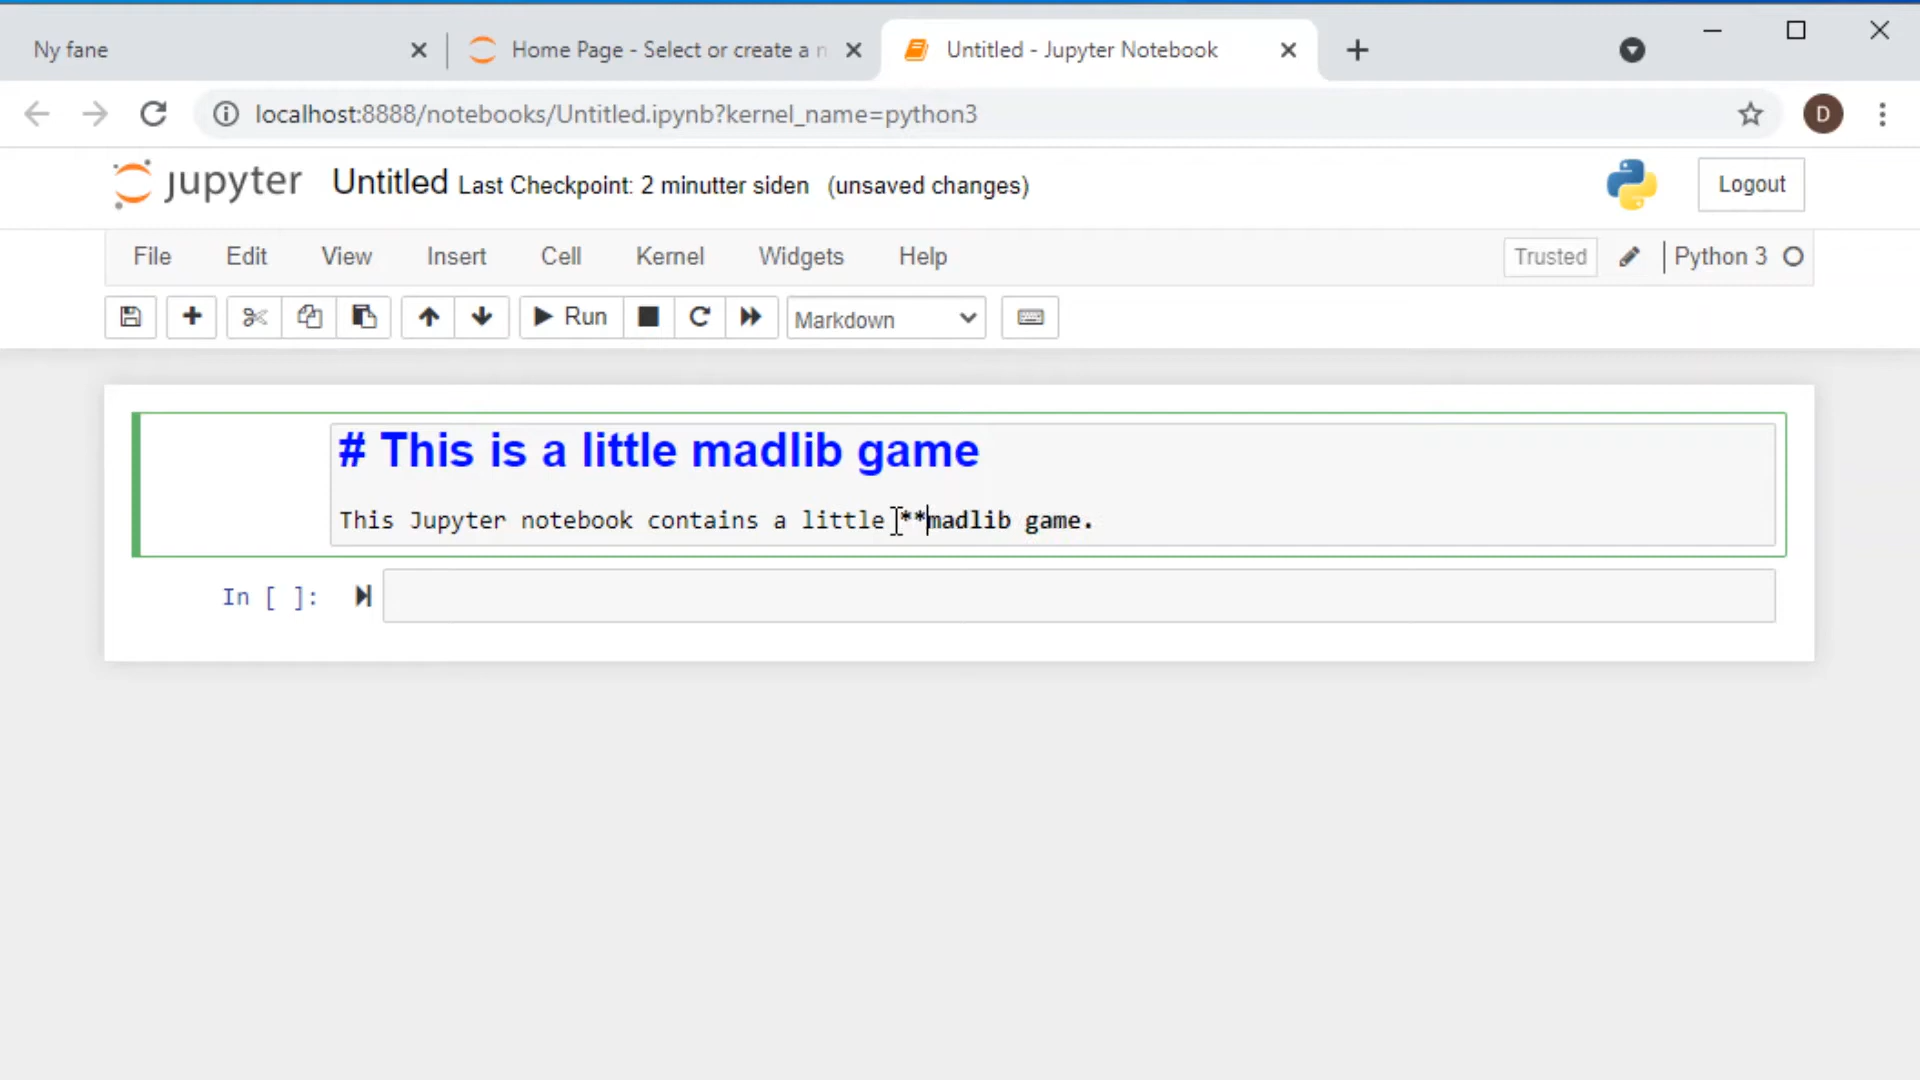 Ny fane
Home Page - Select or create a n
Untitled - Jupyter Notebook
localhost:8888/notebooks/Untitled.ipynb?kernel_name=python3
D
jupyter Untitled Last Checkpoint: 2 minutter siden (unsaved changes)
Logout
File Edit View Insert Cell Kernel Widgets Help
Trusted Python 3
Run Markdown
# This is a little madlib game
This Jupyter notebook contains a little **madlib game.
In [ ]: